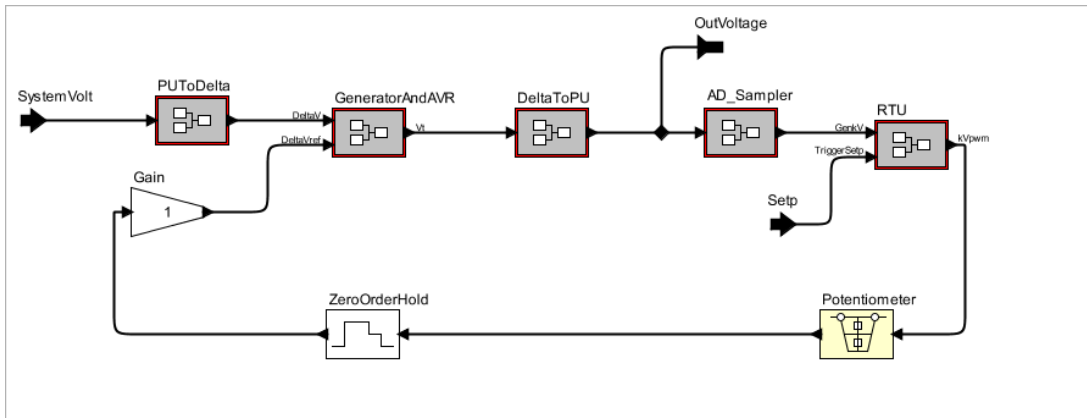 OutVoltage
SystemVolt
PUToDelta
GeneratorAndAVR
DeltaToPU
AD_Sampler
RTU
DeltaV
Vt
GenkV
kVpwm
DeltaVref
TriggerSetp
Gain
1
Setp
ZeroOrderHold
Potentiometer